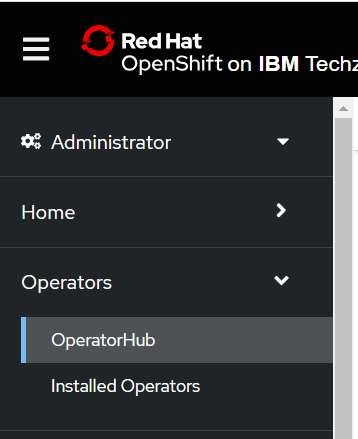 Red Hat
OpenShift on IBM Techz
Administrator
Home
Operators
OperatorHub
Installed Operators